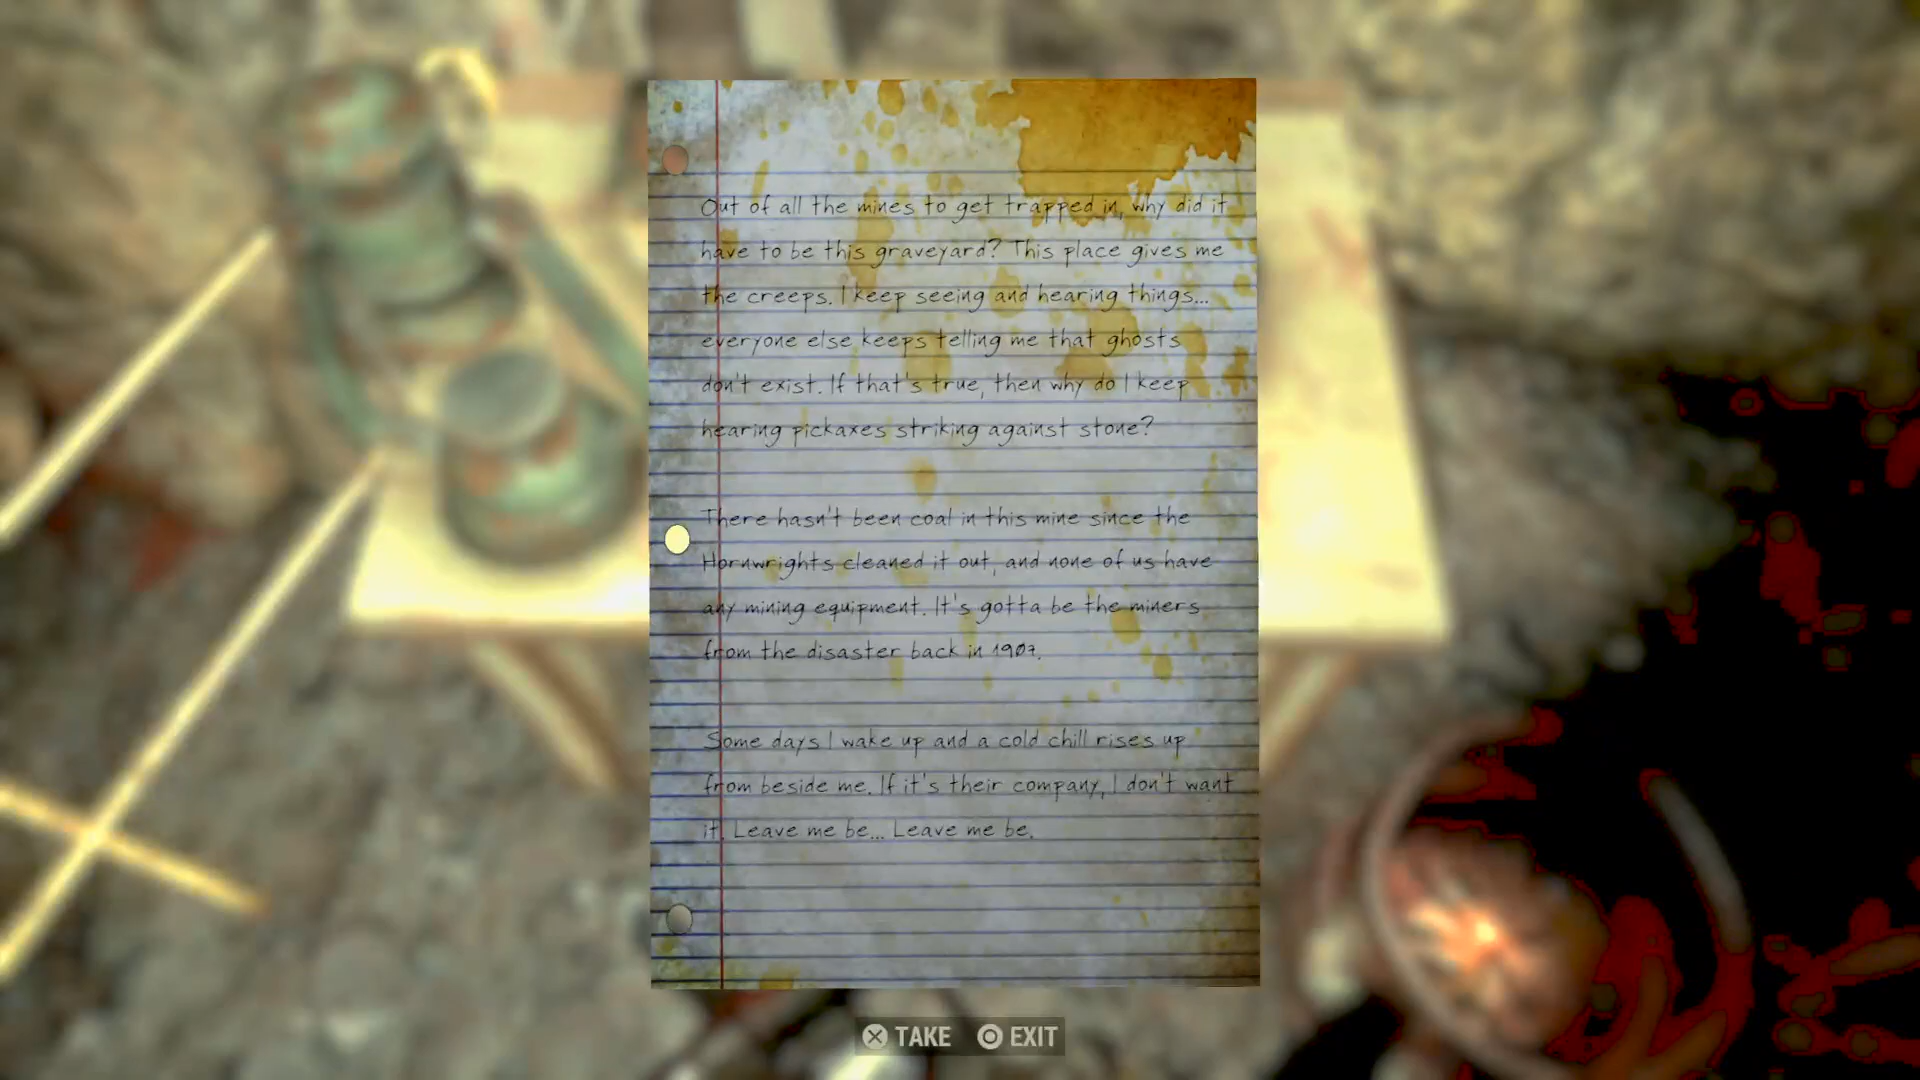 Out of all the mines to get trapped in, why did it
have to be this graveyard? This place gives me
the creeps. I keep seeing and hearing things...
everyone else keeps telling me that ghosts
don't exist. If that's true, then why do I keep
hearing pickaxes striking against stone?
There hasn't been coal in this mine since the
Hornwrights cleaned it out, and none of us have
any mining equipment. It's gotta be the miners
from the disaster back in 1907.
Some days I wake up and a cold chill rises up
from beside me. If it's their company, I don't want
it. Leave me be... Leave me be.
TAKE EXIT